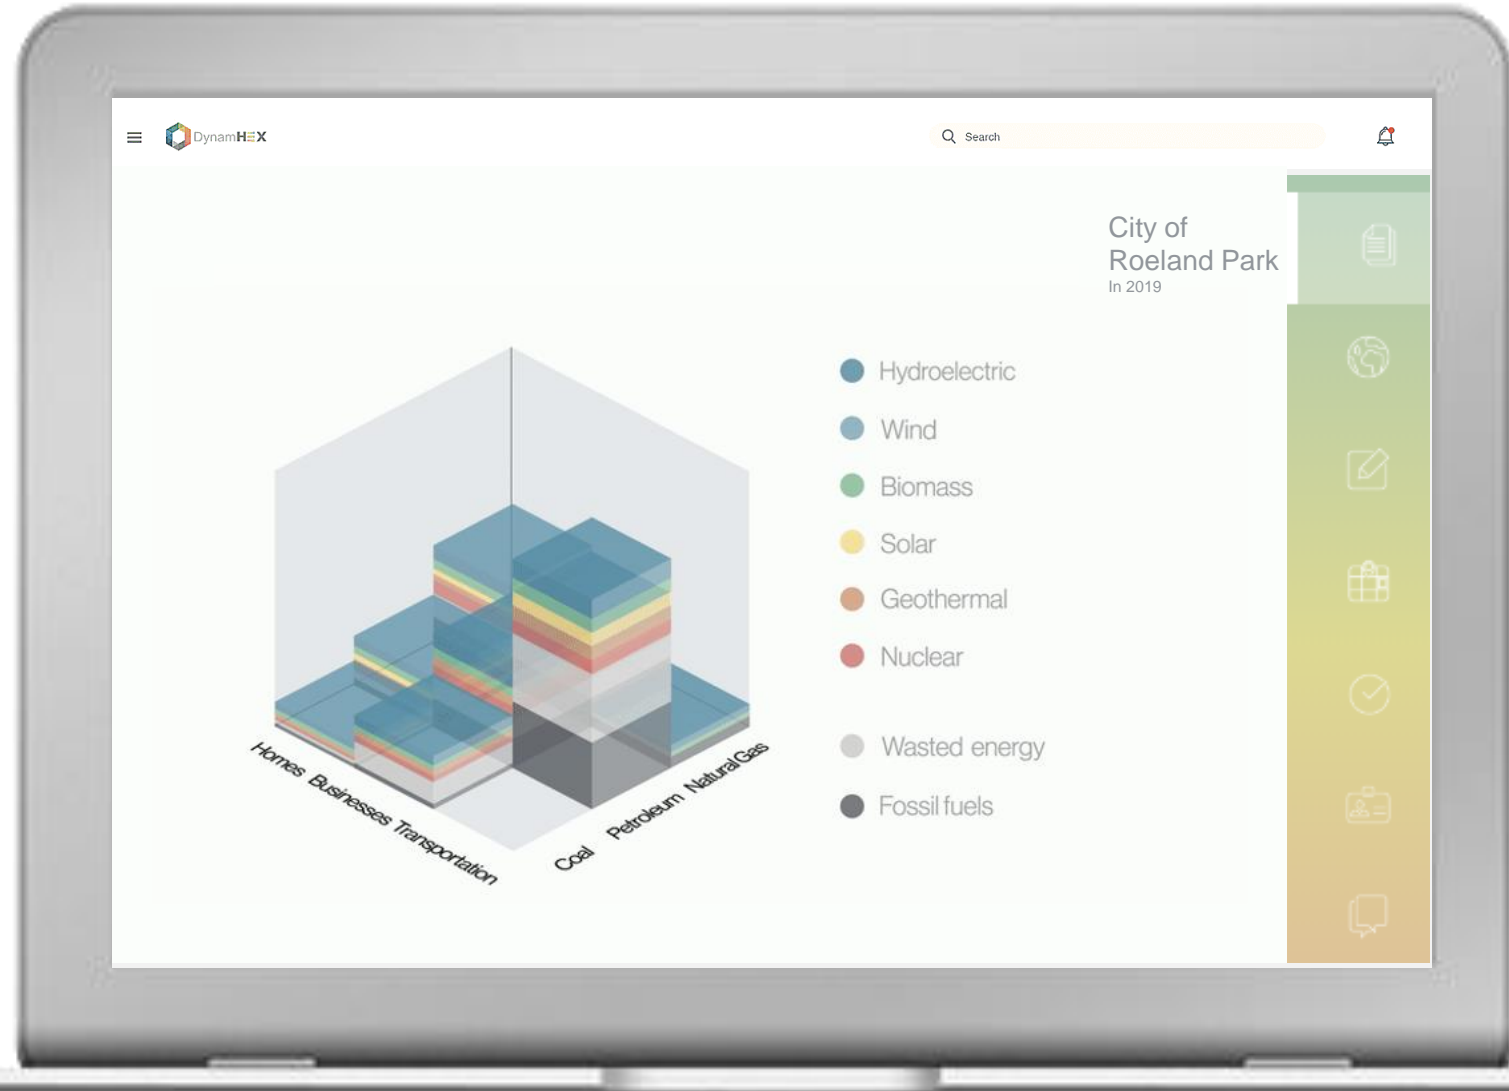 DynamHEX
Search
City of
Roeland Park
In 2019
Hydroelectric
Wind
Biomass
Solar
Geothermal
Nuclear
Wasted energy
Fossil fuels
Homes Businesses Transportation
Coal Petroleum Natural Gas